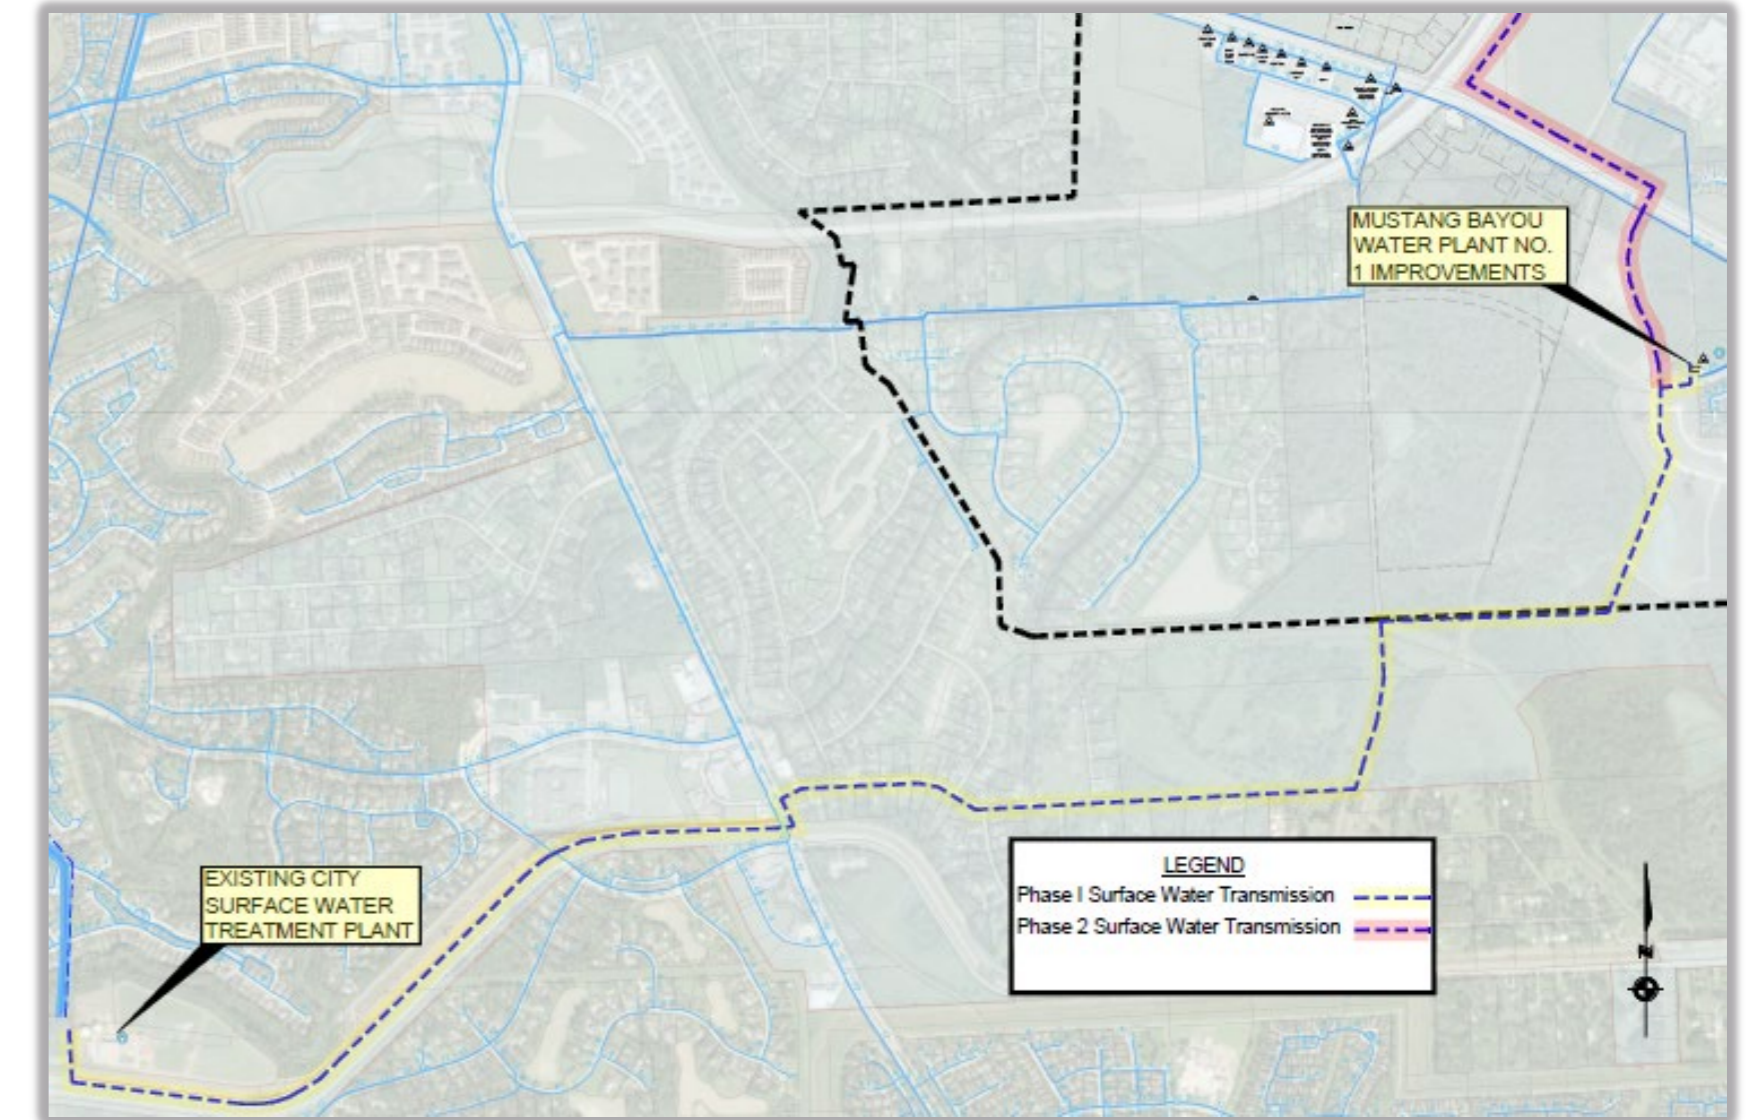 MUSTANG BAYOU
WATER PLANT NO.
1 IMPROVEMENTS
EXISTING CITY
SURFACE WATER
TREATMENT PLANT
LEGEND
Phase I Surface Water Transmission
Phase 2 Surface Water Transmission
N